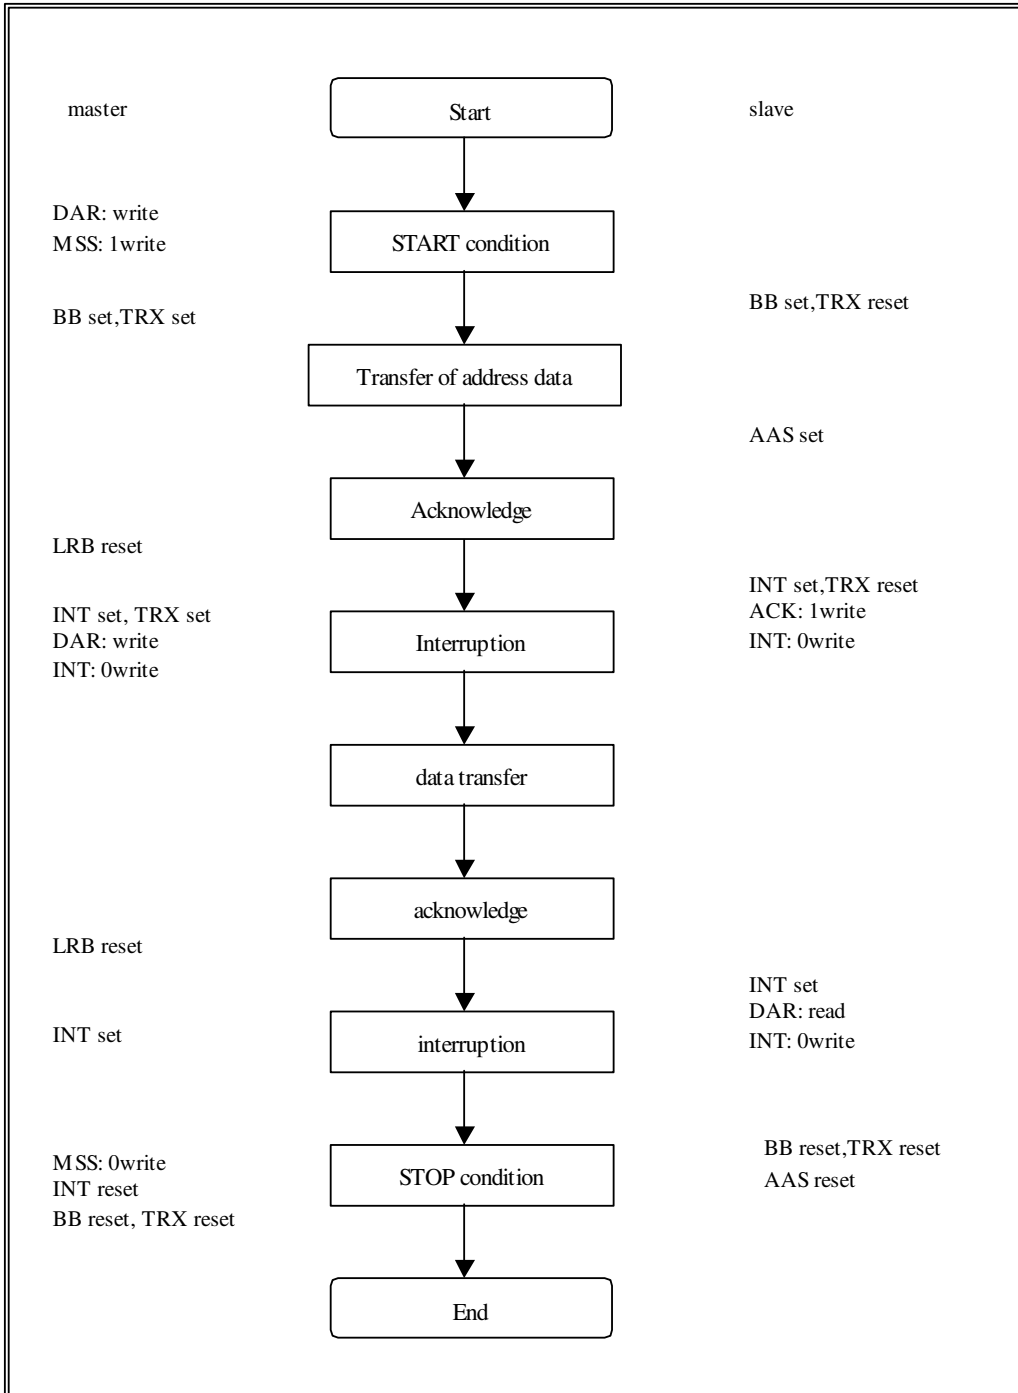 master
Start
slave
DAR: write
MSS: 1write
START condition
BB set,TRX set
BB set,TRX reset
Transfer of address data
AAS set
Acknowledge
LRB reset
INT set, TRX set
DAR: write
INT: 0write
Interruption
INT set,TRX reset
ACK: 1write
INT: 0write
data transfer
acknowledge
LRB reset
INT set
interruption
INT set
DAR: read
INT: 0write
MSS: 0write
INT reset
BB reset, TRX reset
STOP condition
BB reset,TRX reset
AAS reset
End